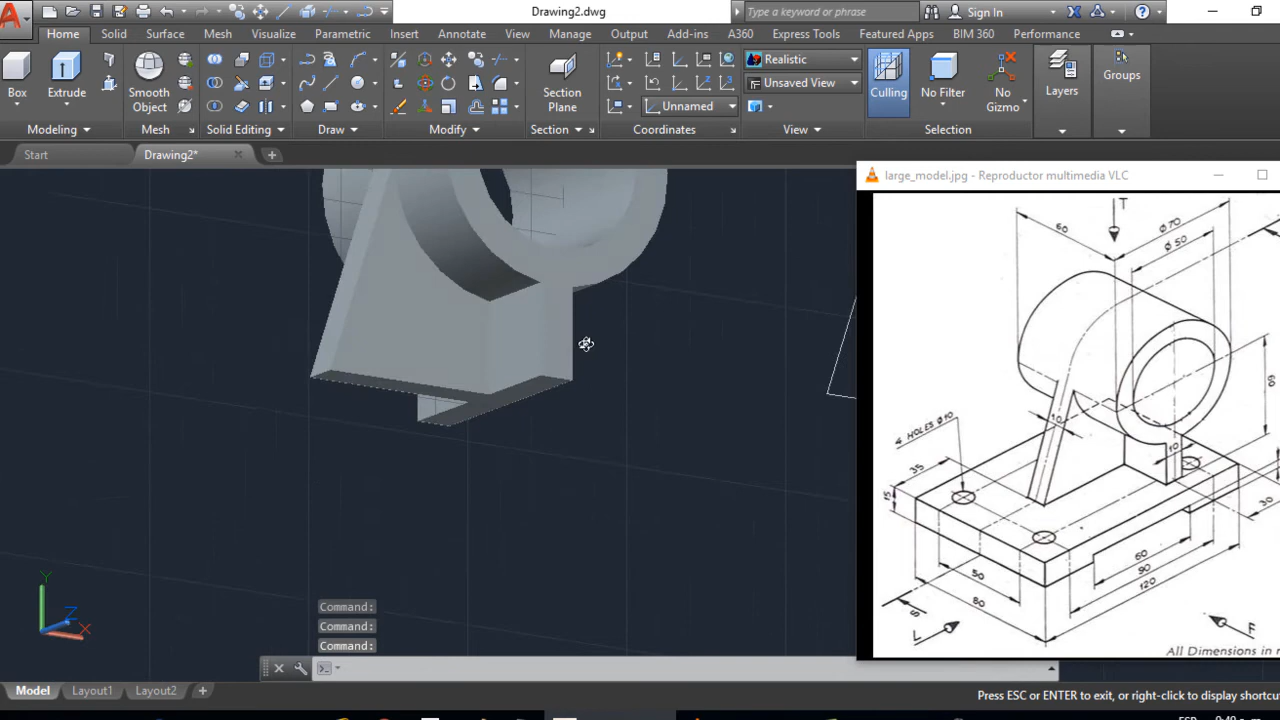 Drawing2.dwg
Type a keyword or phrase
Sign In
Home Solid Surface Mesh Visualize Parametric Insert Annotate View Manage Output Add-ins A360 Express Tools Featured Apps BIM 360 Performance
Box
Extrude
Smooth
Object
Section
Plane
Realistic
Unsaved View
Unnamed
Culling
No Filter
No
Gizmo
Layers
Groups
Modeling
Mesh
Solid Editing
Draw
Modify
Section
Coordinates
View
Selection
Start
Drawing2*
large_model.jpg - Reproductor multimedia VLC
T
60
Ø 70
Ø 50
10
60
10
4 HOLES Ø10
35
15
30
50
80
60
90
120
S
L
F
All Dimensions in
Y
Z
X
Command:
Command:
Command:
Model Layout1 Layout2
Press ESC or ENTER to exit, or right-click to display shortcut